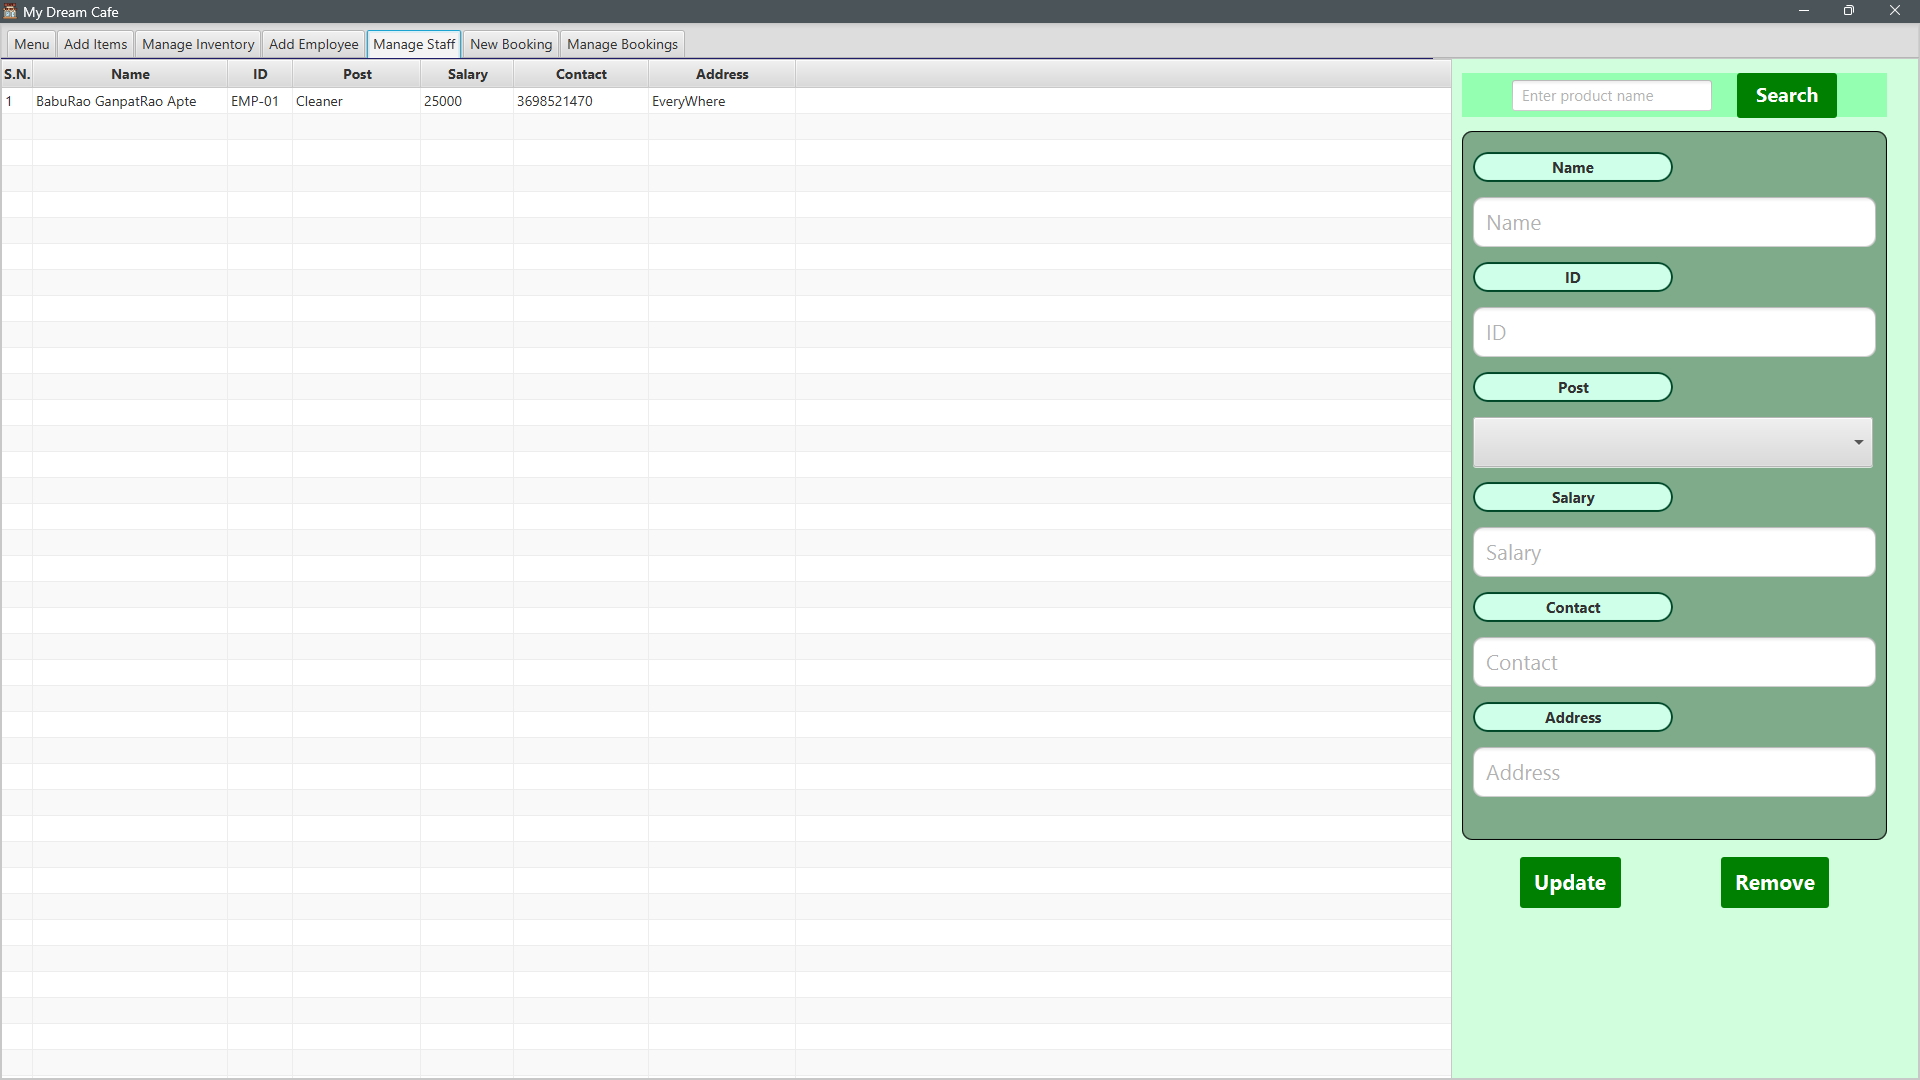 My Dream Cafe
Menu Add Items Manage Inventory Add Employee Manage Staff New Booking Manage Bookings
S.N. Name ID Post Salary Contact Address
1 BabuRao GanpatRao Apte EMP-01 Cleaner 25000 3698521470 EveryWhere
Enter product name Search
Name
Name
ID
ID
Post
Salary
Salary
Contact
Contact
Address
Address
Update Remove